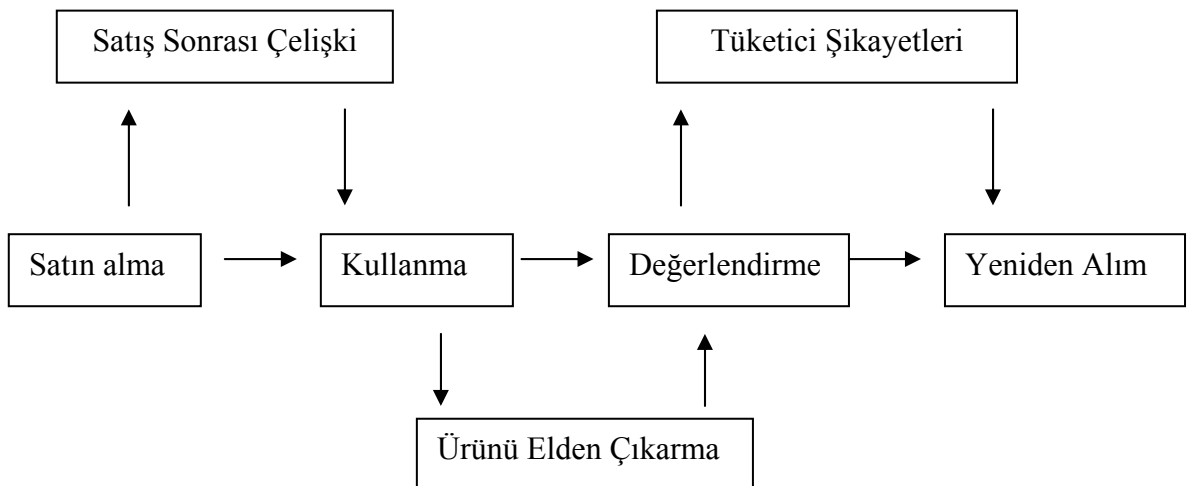 Satış Sonrası Çelişki
Tüketici Şikayetleri
Satın alma
Kullanma
Değerlendirme
Yeniden Alım
Ürünü Elden Çıkarma